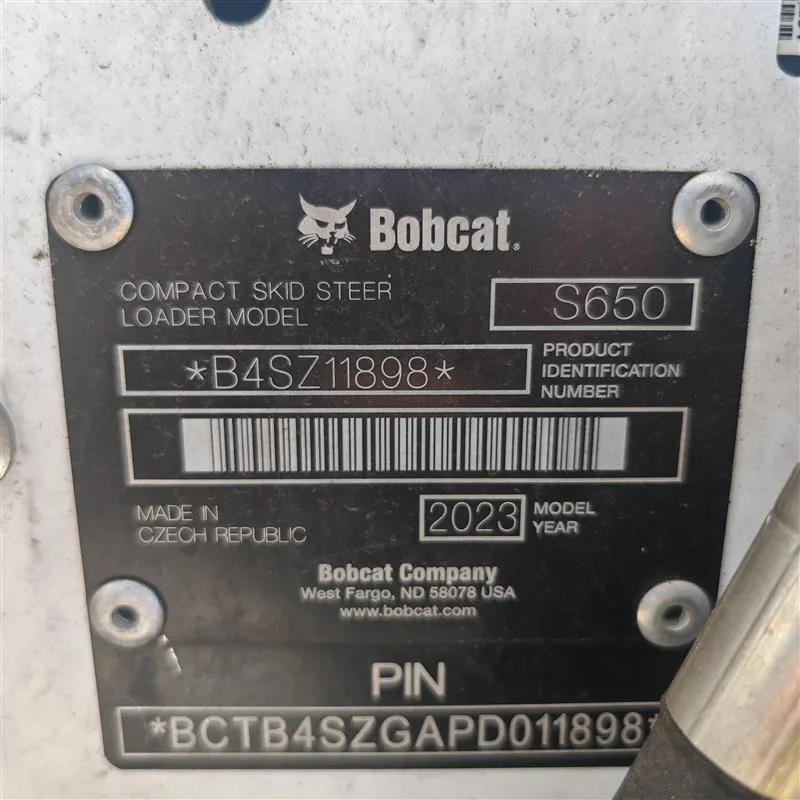 Bobcat.
COMPACT SKID STEER
LOADER MODEL
S650
*B4SZ11898*
PRODUCT
IDENTIFICATION
NUMBER
MADE IN
CZECH REPUBLIC
2023
MODEL
YEAR
Bobcat Company
West Fargo, ND 58078 USA
www.bobcat.com
PIN
*BCTB4SZGAPD011898*